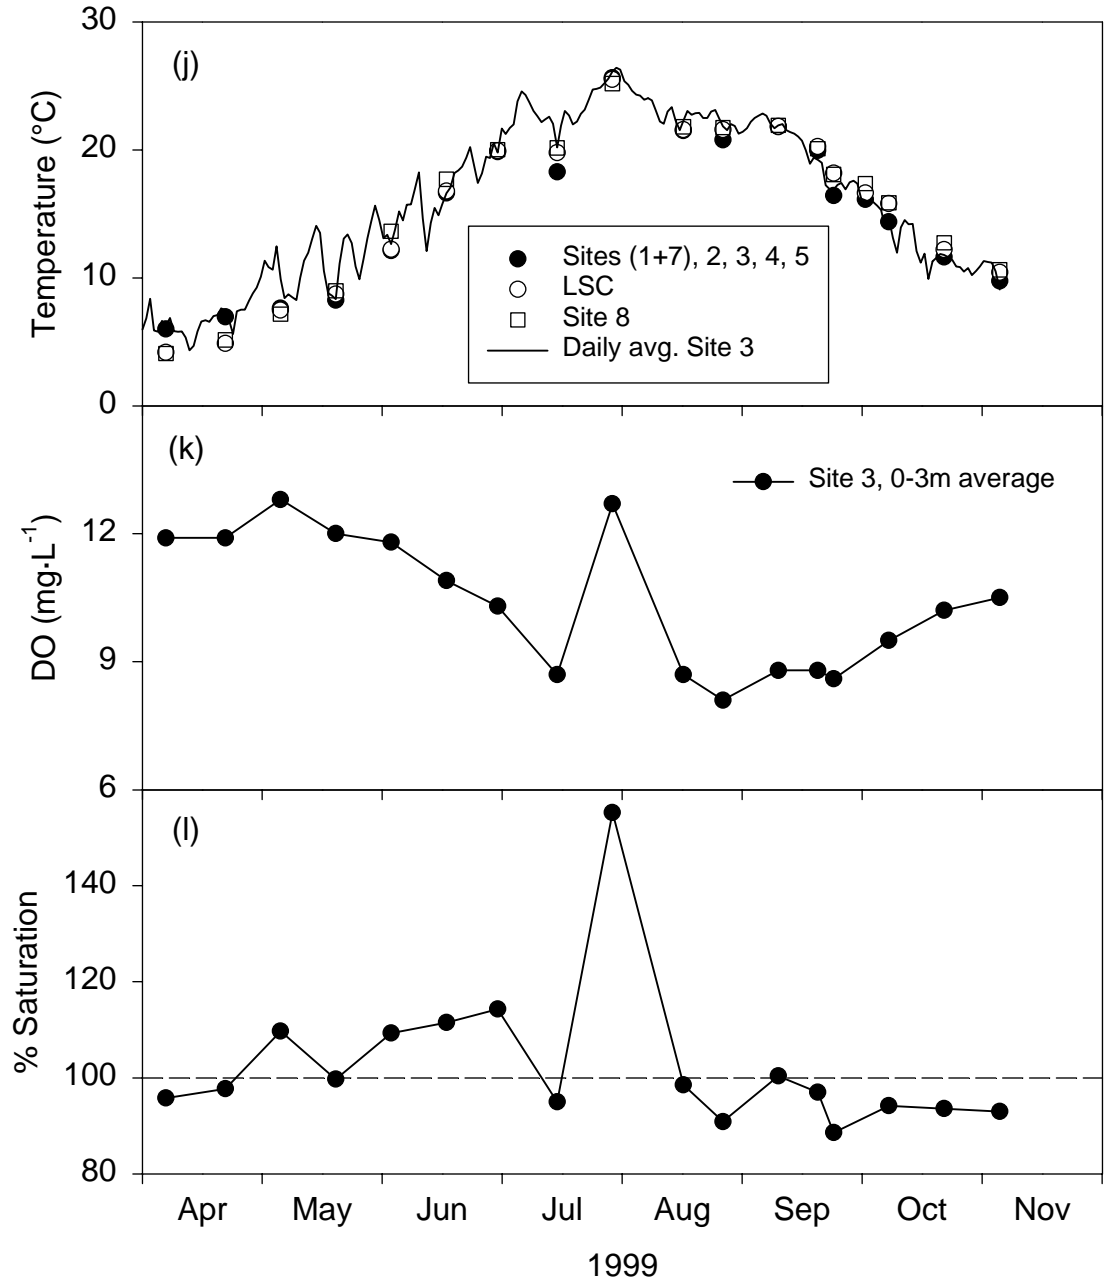 30
(j)
20
Temperature (°C)
Sites (1+7), 2, 3, 4, 5
LSC
10
Site 8
Daily avg. Site 3
0
(k)
Site 3, 0-3m average
12
DO (mg·L⁻¹)
9
6
(l)
140
120
% Saturation
100
80
Apr May Jun Jul Aug Sep Oct Nov
1999